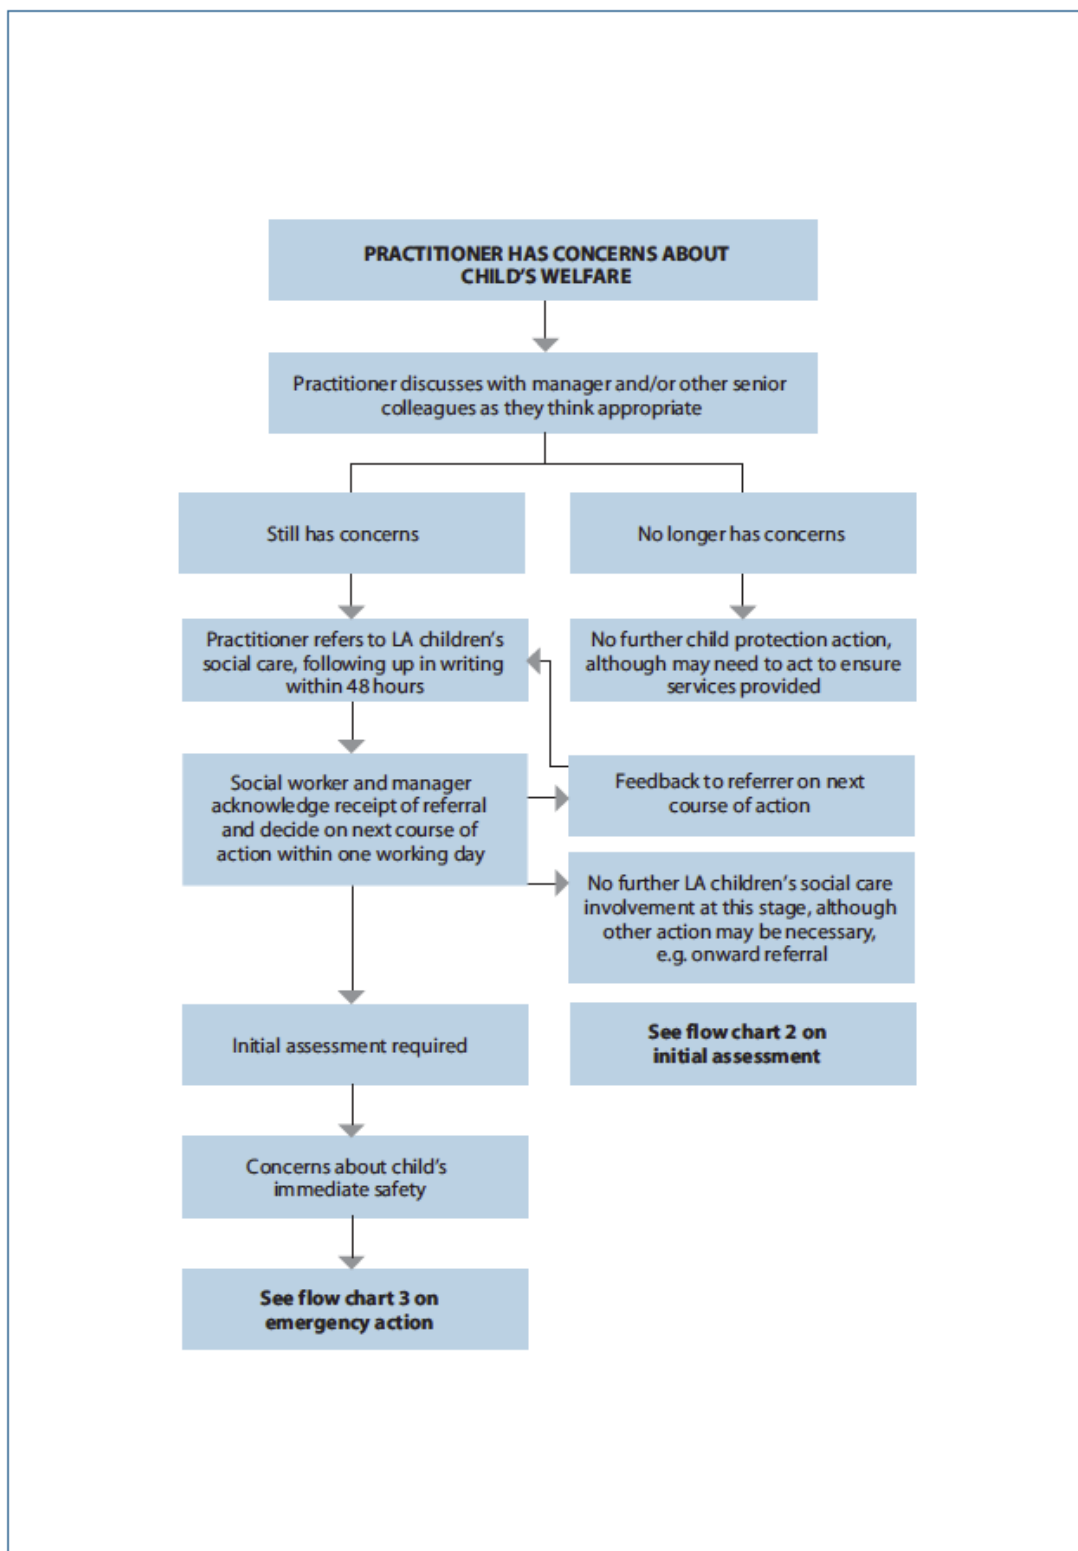 PRACTITIONER HAS CONCERNS ABOUT
CHILD'S WELFARE
Practitioner discusses with manager and/or other senior
colleagues as they think appropriate
Still has concerns
No longer has concerns
Practitioner refers to LA children's
social care, following up in writing
within 48 hours
No further child protection action,
although may need to act to ensure
services provided
Social worker and manager
acknowledge receipt of referral
and decide on next course of
action within one working day
Feedback to referrer on next
course of action
No further LA children's social care
involvement at this stage, although
other action may be necessary,
e.g. onward referral
Initial assessment required
See flow chart 2 on
initial assessment
Concerns about child's
immediate safety
See flow chart 3 on
emergency action